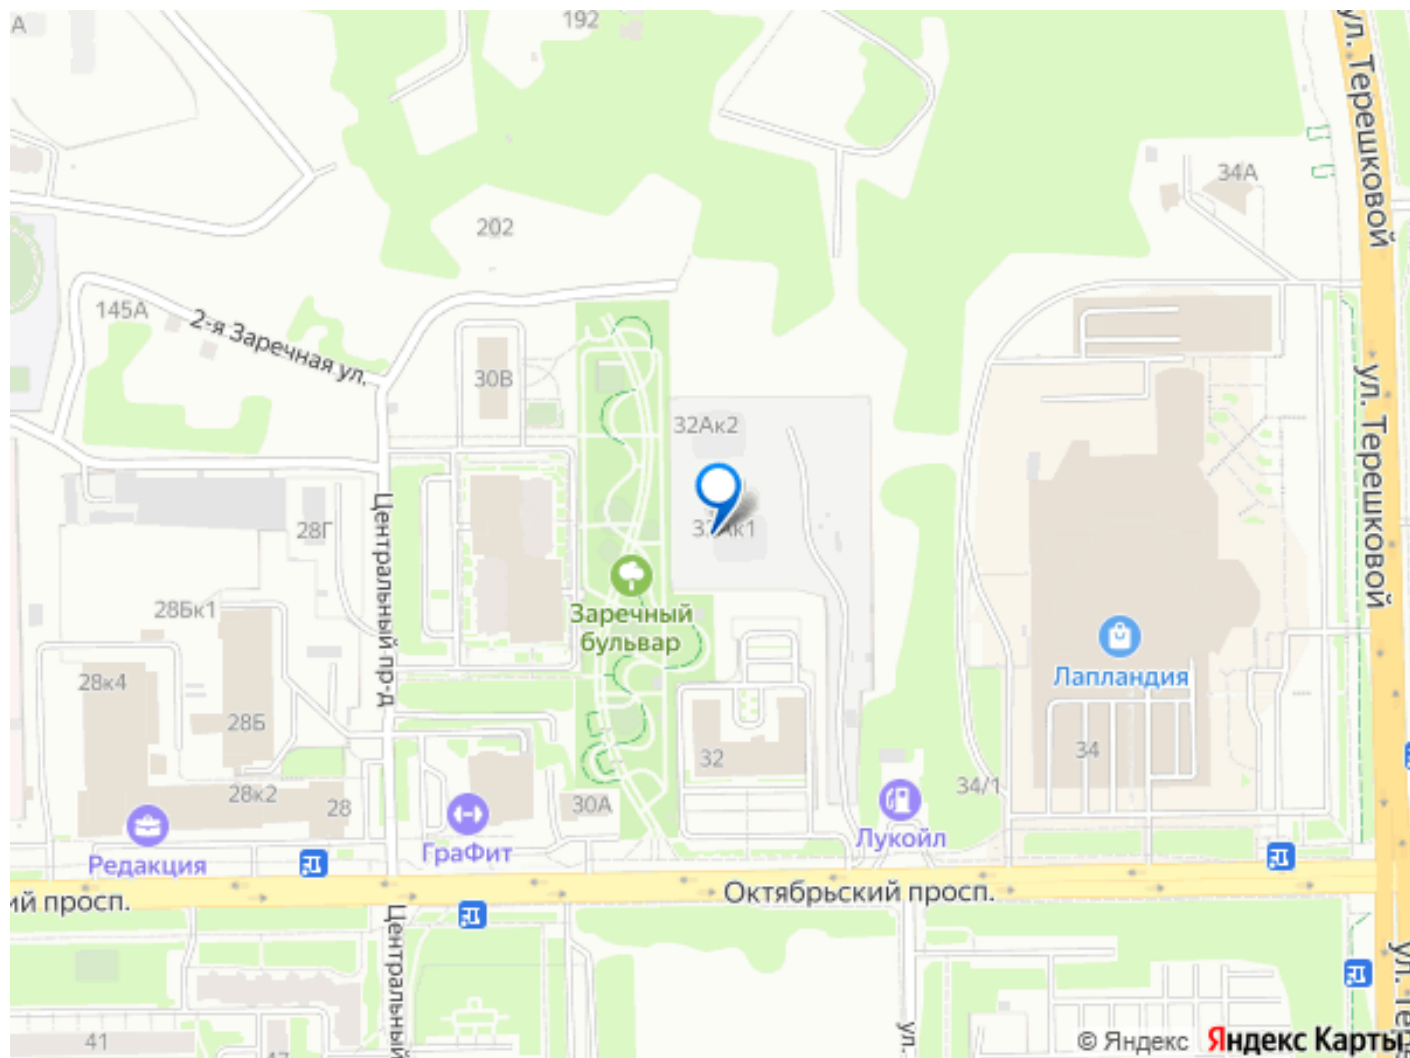 А
192
ул. Терешковой
34А
202
145А
2-я Заречная ул.
30В
32Ак2
ул. Терешковой
Центральный пр-д
28Г
Заречный
бульвар
28Бк1
28к4
28Б
Лапландия
32
34
34/1
28к2
28
30А
Редакция
ГраФит
Лукойл
ий просп.
Октябрьский просп.
Центральный
ул.
41
© Яндекс
Яндекс Карты